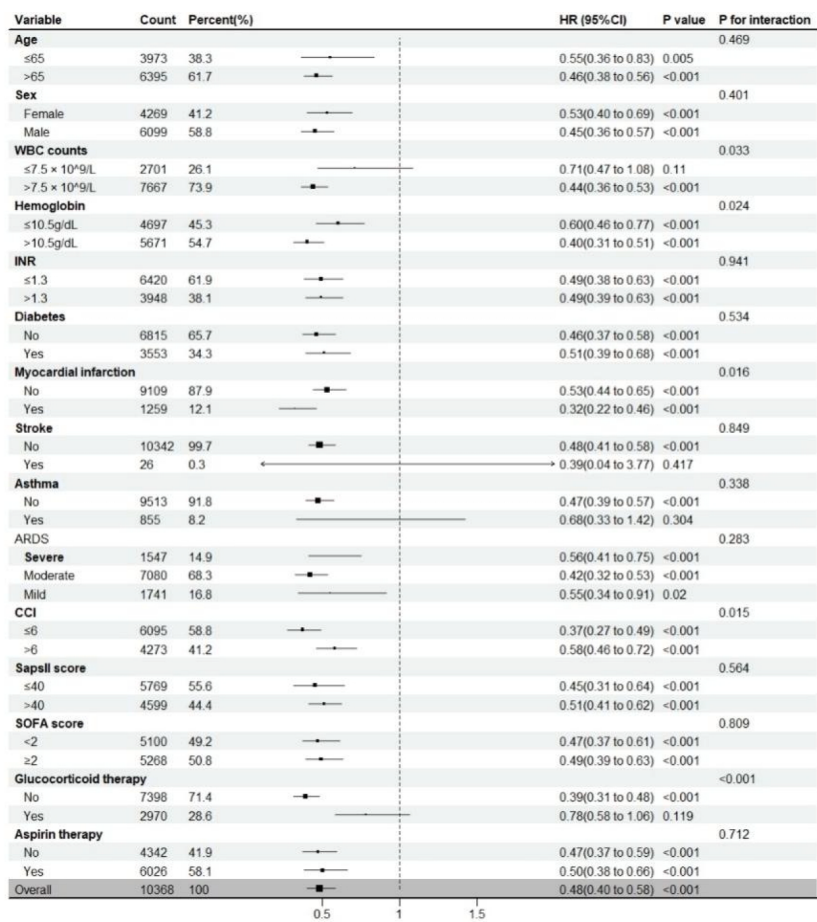 Variable Count Percent(%) HR (95%CI) P value P for interaction
Age 0.469
≤65 3973 38.3 0.55(0.36 to 0.83) 0.005
>65 6395 61.7 0.46(0.38 to 0.56) <0.001
Sex 0.401
Female 4269 41.2 0.53(0.40 to 0.69) <0.001
Male 6099 58.8 0.45(0.36 to 0.57) <0.001
WBC counts 0.033
≤7.5 × 10^9/L 2701 26.1 0.71(0.47 to 1.08) 0.11
>7.5 × 10^9/L 7667 73.9 0.44(0.36 to 0.53) <0.001
Hemoglobin 0.024
≤10.5g/dL 4697 45.3 0.60(0.46 to 0.77) <0.001
>10.5g/dL 5671 54.7 0.40(0.31 to 0.51) <0.001
INR 0.941
≤1.3 6420 61.9 0.49(0.38 to 0.63) <0.001
>1.3 3948 38.1 0.49(0.39 to 0.63) <0.001
Diabetes 0.534
No 6815 65.7 0.46(0.37 to 0.58) <0.001
Yes 3553 34.3 0.51(0.39 to 0.68) <0.001
Myocardial infarction 0.016
No 9109 87.9 0.53(0.44 to 0.65) <0.001
Yes 1259 12.1 0.32(0.22 to 0.46) <0.001
Stroke 0.849
No 10342 99.7 0.48(0.41 to 0.58) <0.001
Yes 26 0.3 0.39(0.04 to 3.77) 0.417
Asthma 0.338
No 9513 91.8 0.47(0.39 to 0.57) <0.001
Yes 855 8.2 0.68(0.33 to 1.42) 0.304
ARDS 0.283
Severe 1547 14.9 0.56(0.41 to 0.75) <0.001
Moderate 7080 68.3 0.42(0.32 to 0.53) <0.001
Mild 1741 16.8 0.55(0.34 to 0.91) 0.02
CCI 0.015
≤6 6095 58.8 0.37(0.27 to 0.49) <0.001
>6 4273 41.2 0.58(0.46 to 0.72) <0.001
SapsII score 0.564
≤40 5769 55.6 0.45(0.31 to 0.64) <0.001
>40 4599 44.4 0.51(0.41 to 0.62) <0.001
SOFA score 0.809
<2 5100 49.2 0.47(0.37 to 0.61) <0.001
≥2 5268 50.8 0.49(0.39 to 0.63) <0.001
Glucocorticoid therapy <0.001
No 7398 71.4 0.39(0.31 to 0.48) <0.001
Yes 2970 28.6 0.78(0.58 to 1.06) 0.119
Aspirin therapy 0.712
No 4342 41.9 0.47(0.37 to 0.59) <0.001
Yes 6026 58.1 0.50(0.38 to 0.66) <0.001
Overall 10368 100 0.48(0.40 to 0.58) <0.001
0.5 1 1.5